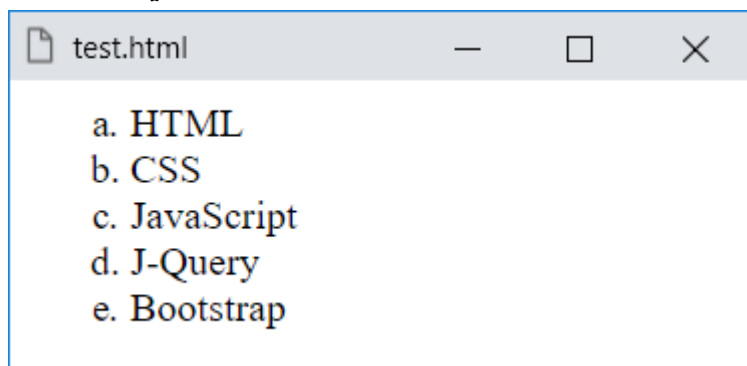 test.html
a. HTML
b. CSS
c. JavaScript
d. J-Query
e. Bootstrap